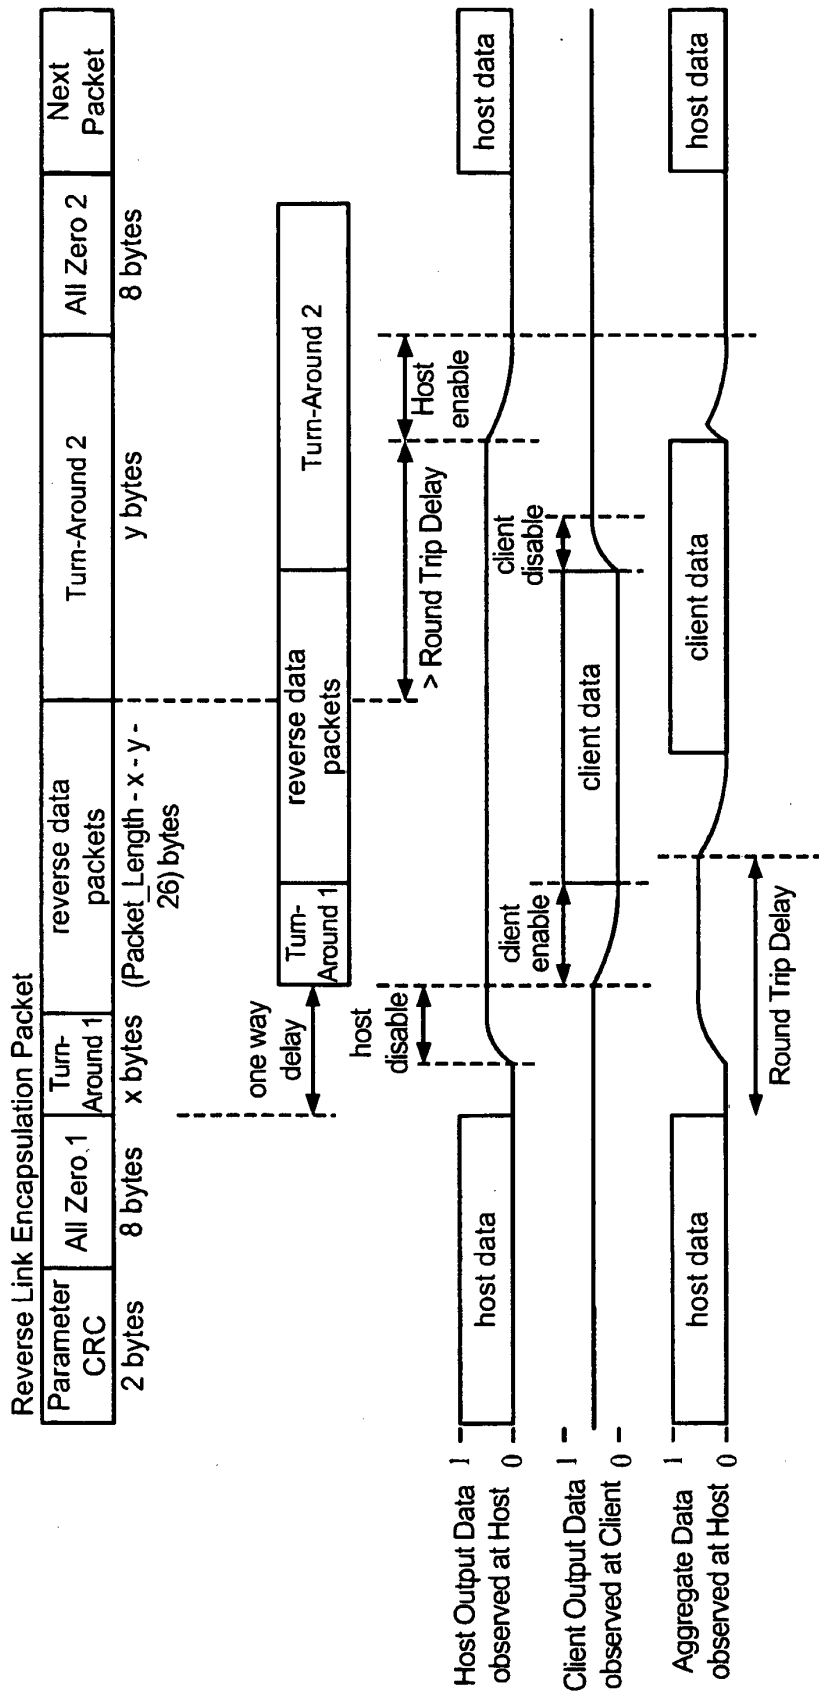 Reverse Link Encapsulation Packet
Parameter
CRC
All Zero 1
Turn-
Around 1
reverse data
packets
Turn-Around 2
All Zero 2
Next
Packet
2 bytes
8 bytes
x bytes
(Packet_Length - x - y -
26) bytes
y bytes
8 bytes
one way
delay
Turn-
Around 1
reverse data
packets
Turn-Around 2
host
disable
> Round Trip Delay
Host
enable
Host Output Data
observed at Host
1
0
host data
host data
client
enable
client
disable
Client Output Data
observed at Client
1
0
client data
Aggregate Data
observed at Host
1
0
host data
client data
host data
Round Trip Delay